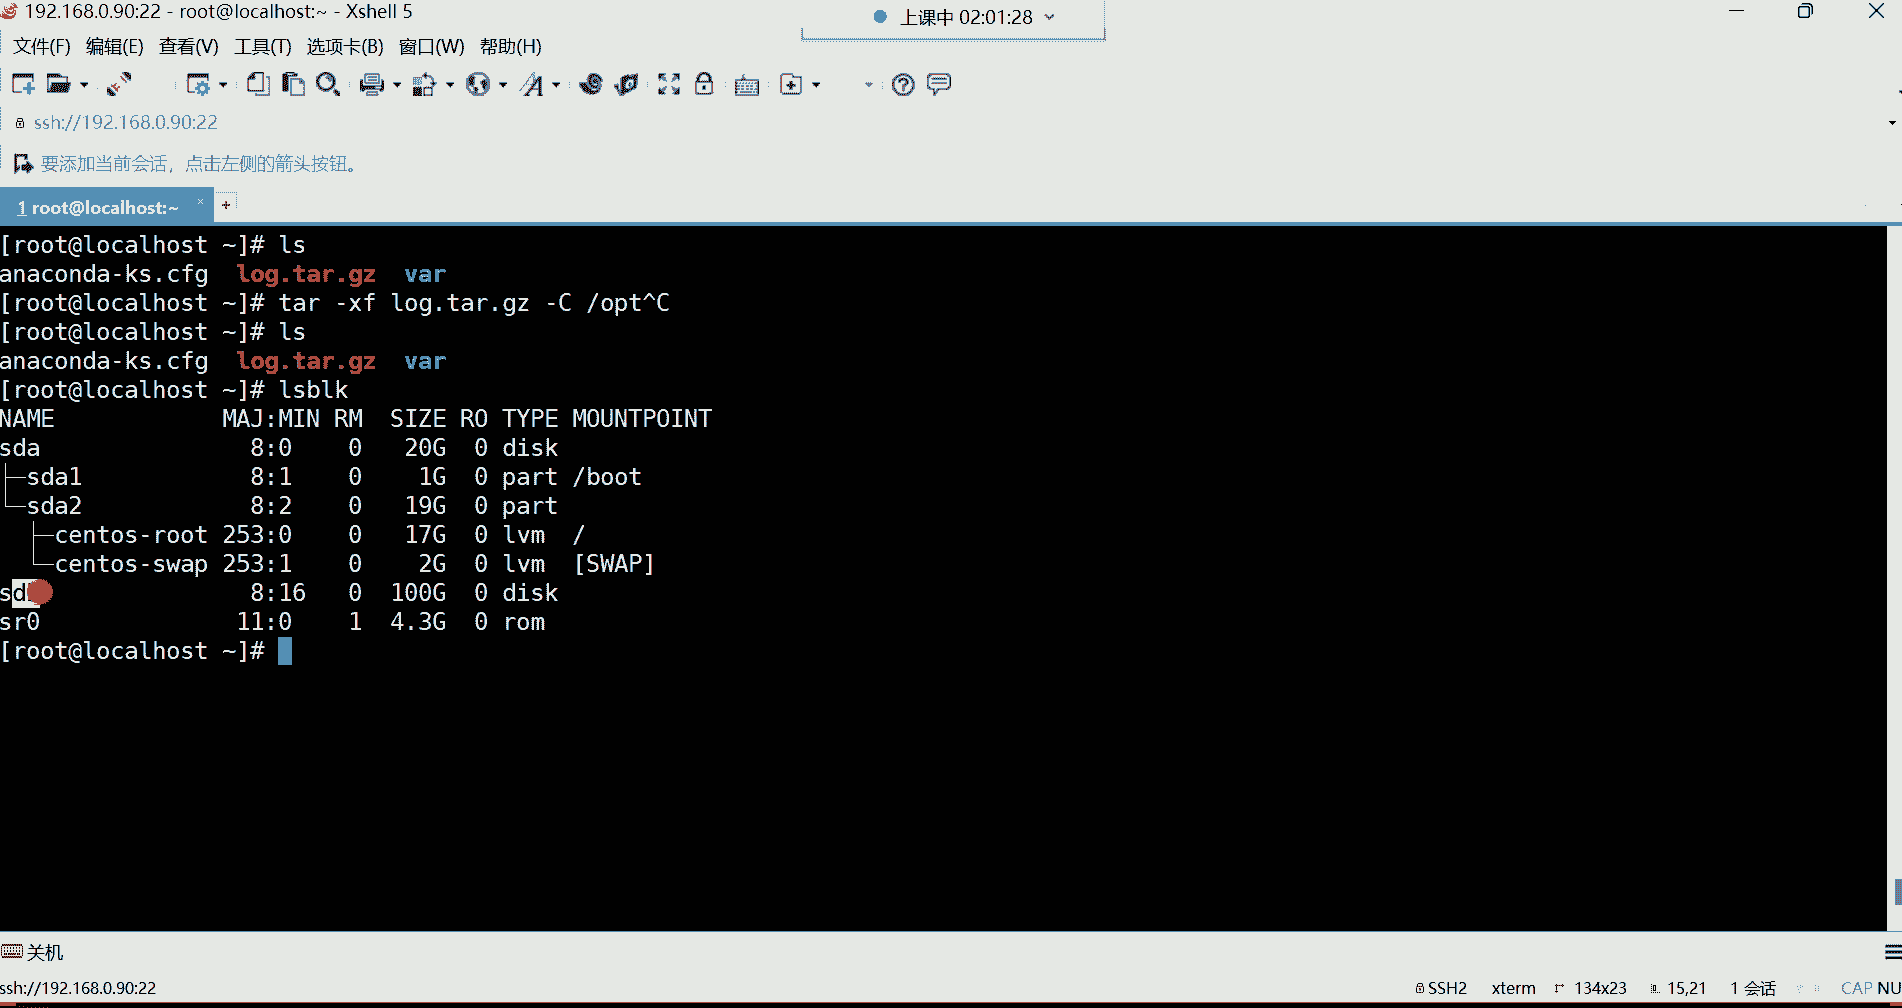 192.168.0.90:22 - root@localhost:~ - Xshell 5
上课中 02:01:28
文件(F) 编辑(E) 查看(V) 工具(T) 选项卡(B) 窗口(W) 帮助(H)
ssh://192.168.0.90:22
要添加当前会话，点击左侧的箭头按钮。
1 root@localhost:~ × +
[root@localhost ~]# ls
anaconda-ks.cfg  log.tar.gz  var
[root@localhost ~]# tar -xf log.tar.gz -C /opt^C
[root@localhost ~]# ls
anaconda-ks.cfg  log.tar.gz  var
[root@localhost ~]# lsblk
NAME            MAJ:MIN RM  SIZE RO TYPE MOUNTPOINT
sda               8:0    0   20G  0 disk
├─sda1            8:1    0    1G  0 part /boot
└─sda2            8:2    0   19G  0 part
  ├─centos-root 253:0    0   17G  0 lvm  /
  └─centos-swap 253:1    0    2G  0 lvm  [SWAP]
8:16   0  100G  0 disk
sr0              11:0    1  4.3G  0 rom
[root@localhost ~]#
关机
ssh://192.168.0.90:22
SSH2 xterm 134x23 15,21 1 会话 CAP NU